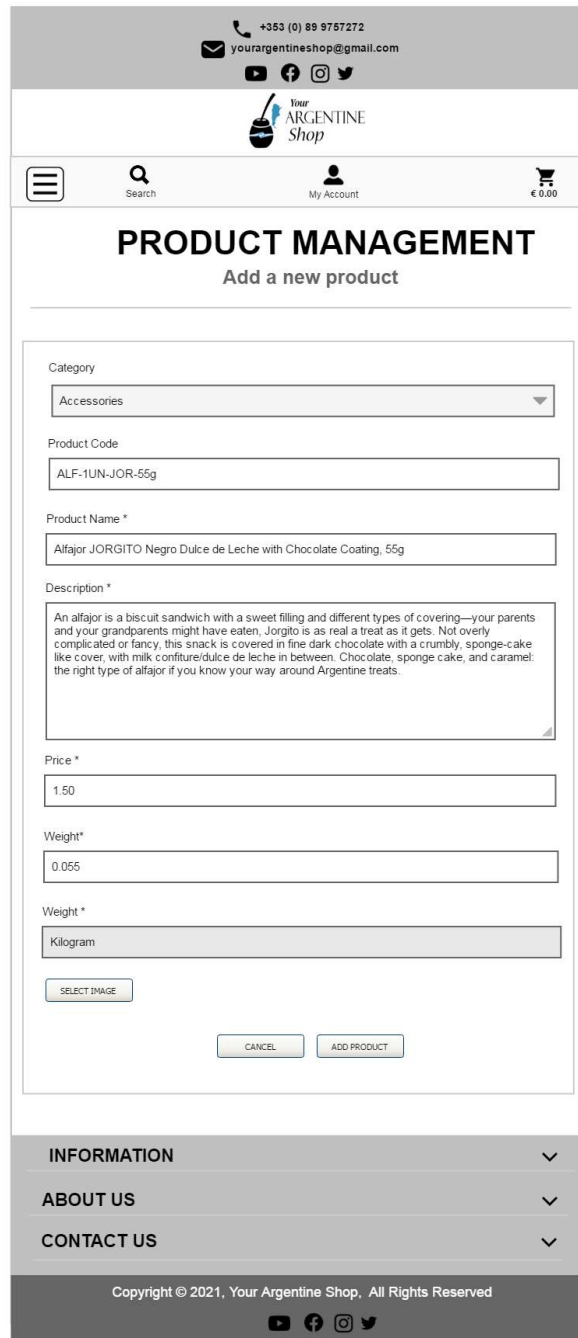 +353 (0) 89 9757272
yourargentineshop@gmail.com
Your
ARGENTINE
Shop
Search
My Account
€ 0.00
PRODUCT MANAGEMENT
Add a new product
Category
Accessories
Product Code
ALF-1UN-JOR-55g
Product Name *
Alfajor JORGITO Negro Dulce de Leche with Chocolate Coating, 55g
Description *
An alfajor is a biscuit sandwich with a sweet filling and different types of covering—your parents
and your grandparents might have eaten, Jorgito is as real a treat as it gets. Not overly
complicated or fancy, this snack is covered in fine dark chocolate with a crumbly, sponge-cake
like cover, with milk confiture/dulce de leche in between. Chocolate, sponge cake, and caramel:
the right type of alfajor if you know your way around Argentine treats.
Price *
1.50
Weight*
0.055
Weight *
Kilogram
SELECT IMAGE
CANCEL
ADD PRODUCT
INFORMATION
ABOUT US
CONTACT US
Copyright © 2021, Your Argentine Shop, All Rights Reserved